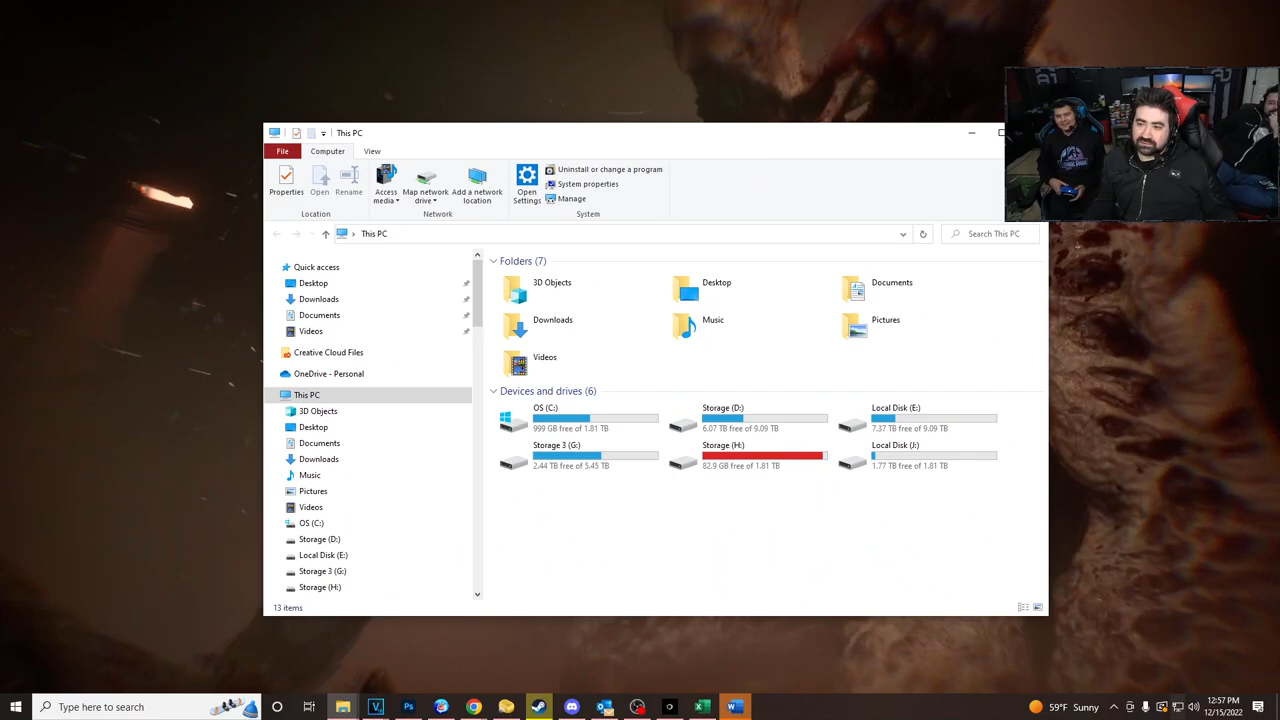 This PC
File
Computer
View
Properties
Open
Rename
Access media
Map network drive
Add a network location
Open Settings
Uninstall or change a program
System properties
Manage
Location
Network
System
This PC
Search This PC
Quick access
Desktop
Downloads
Documents
Videos
Creative Cloud Files
OneDrive - Personal
This PC
3D Objects
Desktop
Documents
Downloads
Music
Pictures
Videos
OS (C:)
Storage (D:)
Local Disk (E:)
Storage 3 (G:)
Storage (H:)
Folders (7)
3D Objects
Desktop
Documents
Downloads
Music
Pictures
Videos
Devices and drives (6)
OS (C:)
999 GB free of 1.81 TB
Storage (D:)
6.07 TB free of 9.09 TB
Local Disk (E:)
7.37 TB free of 9.09 TB
Storage 3 (G:)
2.44 TB free of 5.45 TB
Storage (H:)
82.9 GB free of 1.81 TB
Local Disk (J:)
1.77 TB free of 1.81 TB
13 items
Type here to search
59°F Sunny
12:57 PM
12/15/2022